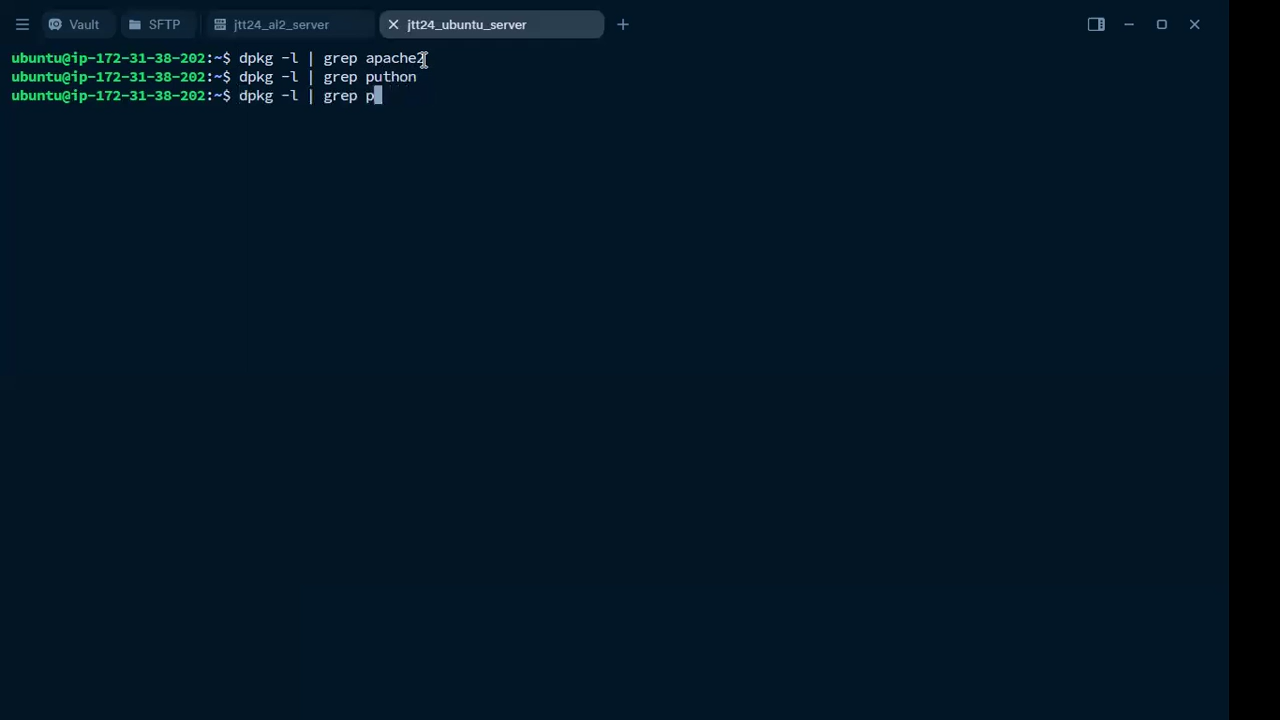 Vault SFTP jtt24_al2_server jtt24_ubuntu_server
ubuntu@ip-172-31-38-202:~$ dpkg -l | grep apache2
ubuntu@ip-172-31-38-202:~$ dpkg -l | grep puthon
ubuntu@ip-172-31-38-202:~$ dpkg -l | grep p